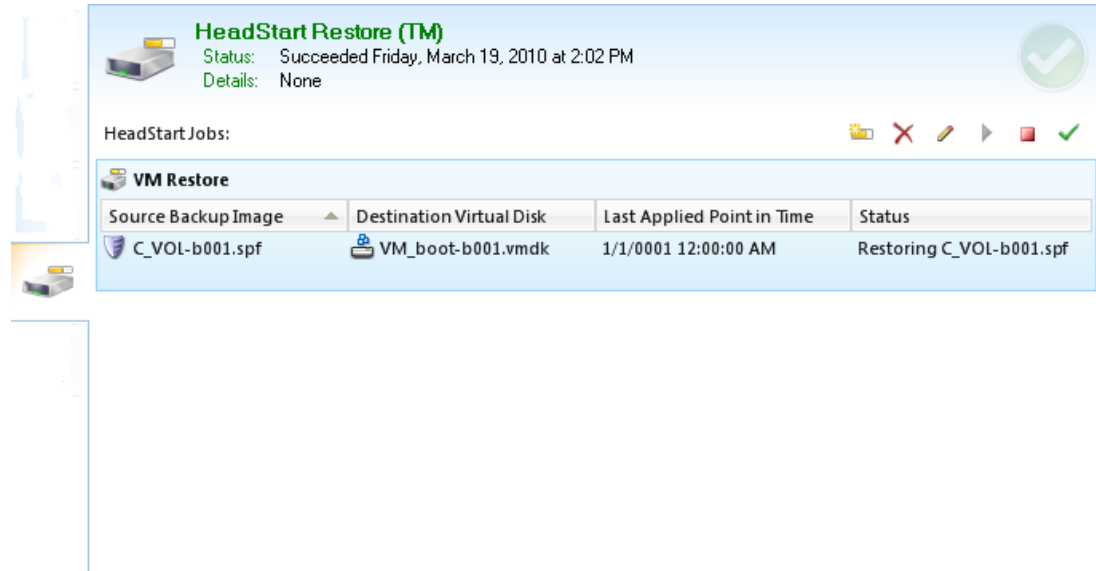 HeadStart Restore (TM)
Status: Succeeded Friday, March 19, 2010 at 2:02 PM
Details: None
HeadStart Jobs:
VM Restore
Source Backup Image Destination Virtual Disk Last Applied Point in Time Status
C_VOL-b001.spf VM_boot-b001.vmdk 1/1/0001 12:00:00 AM Restoring C_VOL-b001.spf